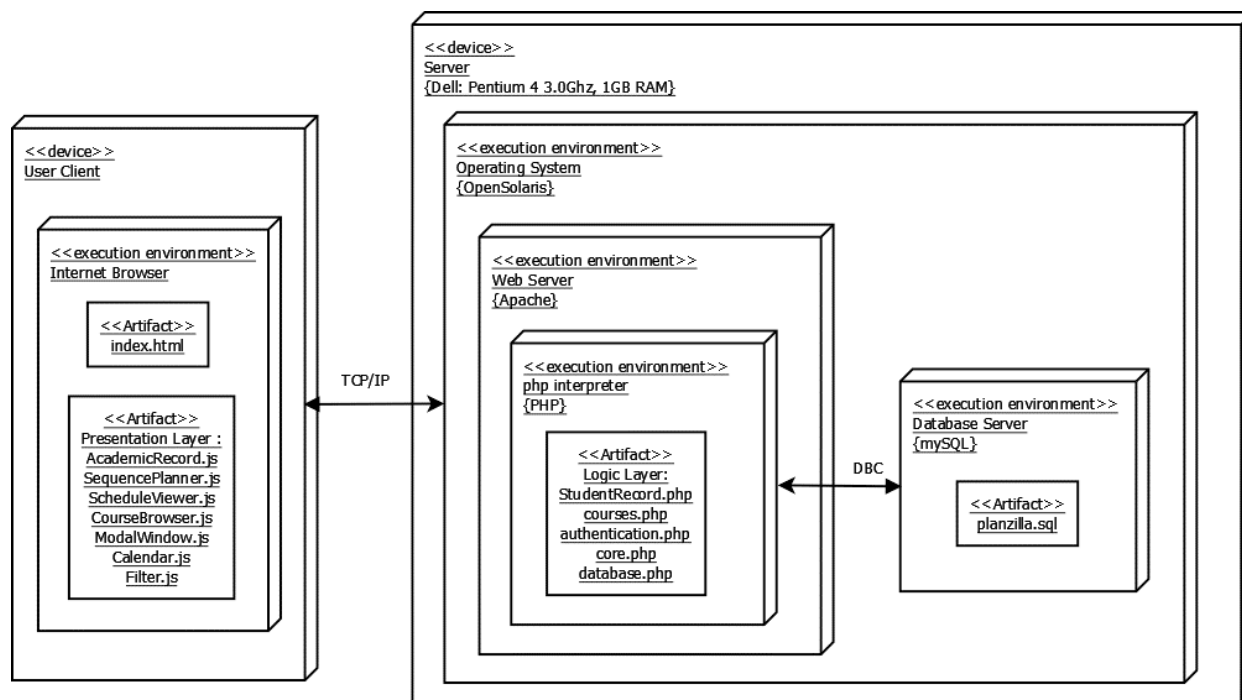 <<device>>
User Client
<<execution environment>>
Internet Browser
<<Artifact>>
index.html
<<Artifact>>
Presentation Layer :
AcademicRecord.js
SequencePlanner.js
ScheduleViewer.js
CourseBrowser.js
ModalWindow.js
Calendar.js
Filter.js
TCP/IP
<<device>>
Server
{Dell: Pentium 4 3.0Ghz, 1GB RAM}
<<execution environment>>
Operating System
{OpenSolaris}
<<execution environment>>
Web Server
{Apache}
<<execution environment>>
php interpreter
{PHP}
<<Artifact>>
Logic Layer:
StudentRecord.php
courses.php
authentication.php
core.php
database.php
DBC
<<execution environment>>
Database Server
{mySQL}
<<Artifact>>
planzilla.sql